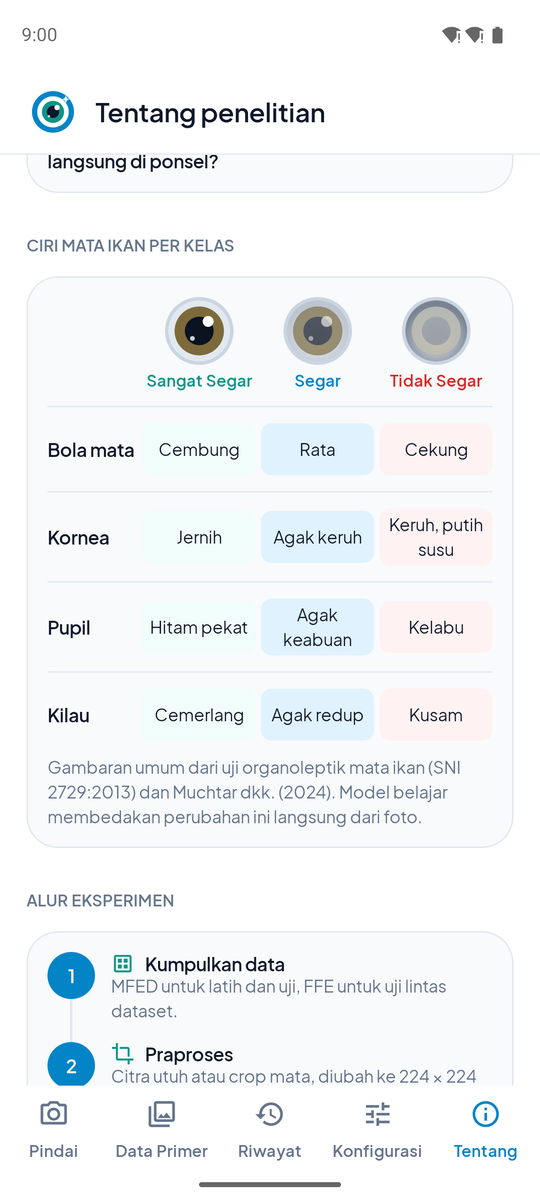 9:00
Tentang penelitian
langsung di ponsel?
CIRI MATA IKAN PER KELAS
Sangat Segar Segar Tidak Segar
Bola mata Cembung Rata Cekung
Kornea Jernih Agak keruh Keruh, putih
susu
Pupil Hitam pekat Agak
keabuan Kelabu
Kilau Cemerlang Agak redup Kusam
Gambaran umum dari uji organoleptik mata ikan (SNI
2729:2013) dan Muchtar dkk. (2024). Model belajar
membedakan perubahan ini langsung dari foto.
ALUR EKSPERIMEN
1 Kumpulkan data
MFED untuk latih dan uji, FFE untuk uji lintas
dataset.
2 Praproses
Citra utuh atau crop mata, diubah ke 224 × 224
Pindai Data Primer Riwayat Konfigurasi Tentang